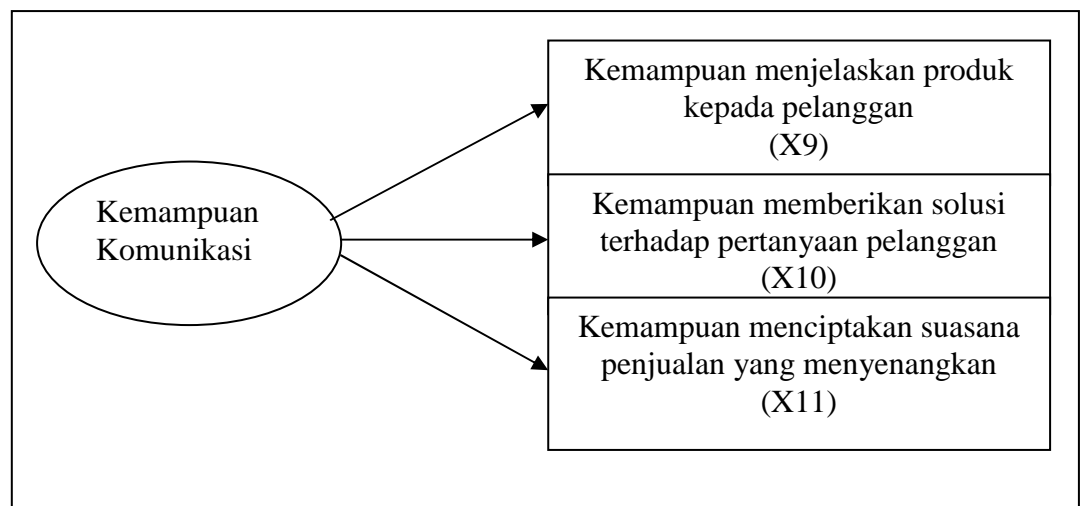 Kemampuan
Komunikasi
Kemampuan menjelaskan produk
kepada pelanggan
(X9)
Kemampuan memberikan solusi
terhadap pertanyaan pelanggan
(X10)
Kemampuan menciptakan suasana
penjualan yang menyenangkan
(X11)